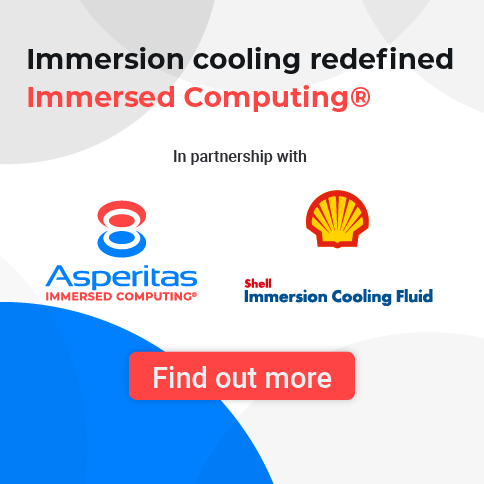 Immersion cooling redefined
Immersed Computing®
In partnership with
Asperitas
IMMERSED COMPUTING®
Shell
Immersion Cooling Fluid
Find out more